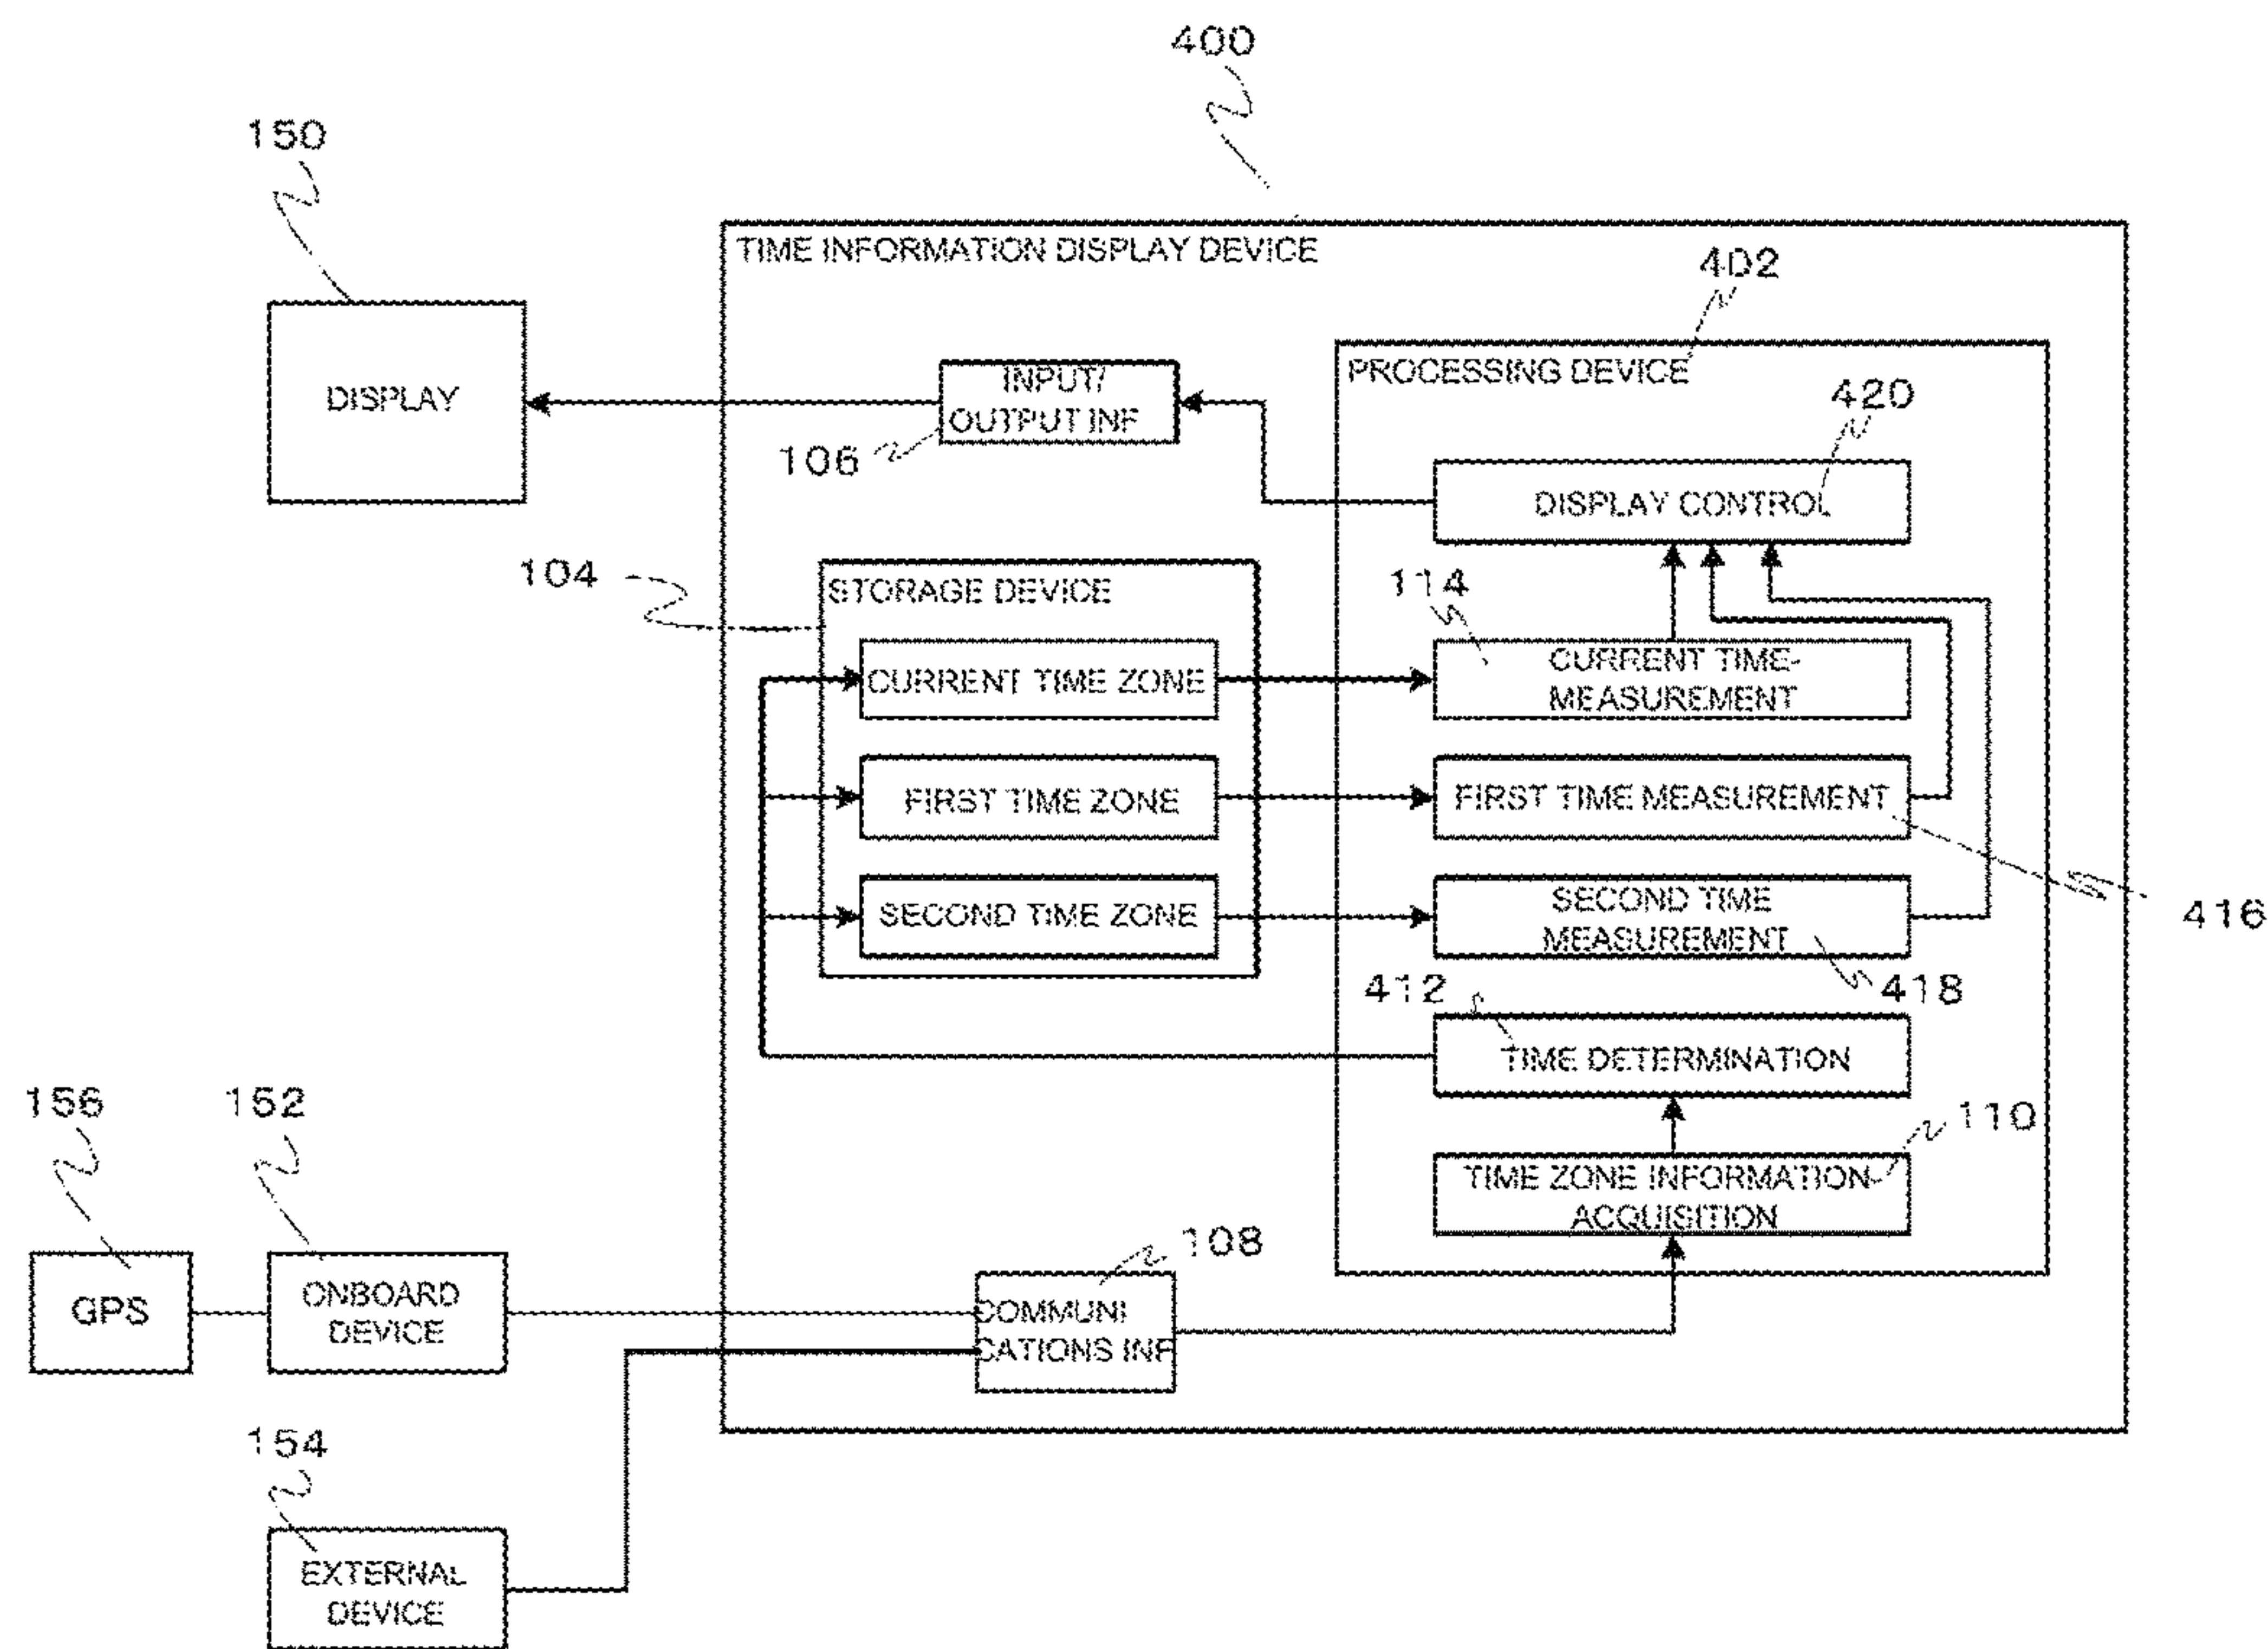 400
150
TIME INFORMATION DISPLAY DEVICE
402
PROCESSING DEVICE
DISPLAY
INPUT/
OUTPUT INF
106
420
DISPLAY CONTROL
104
STORAGE DEVICE
114
CURRENT TIME ZONE
CURRENT TIME-
MEASUREMENT
FIRST TIME ZONE
FIRST TIME MEASUREMENT
SECOND TIME ZONE
SECOND TIME
MEASUREMENT
416
412
418
TIME DETERMINATION
156
152
110
TIME ZONE INFORMATION
ACQUISITION
108
GPS
ONBOARD
DEVICE
COMMUNI
CATIONS INF
154
EXTERNAL
DEVICE